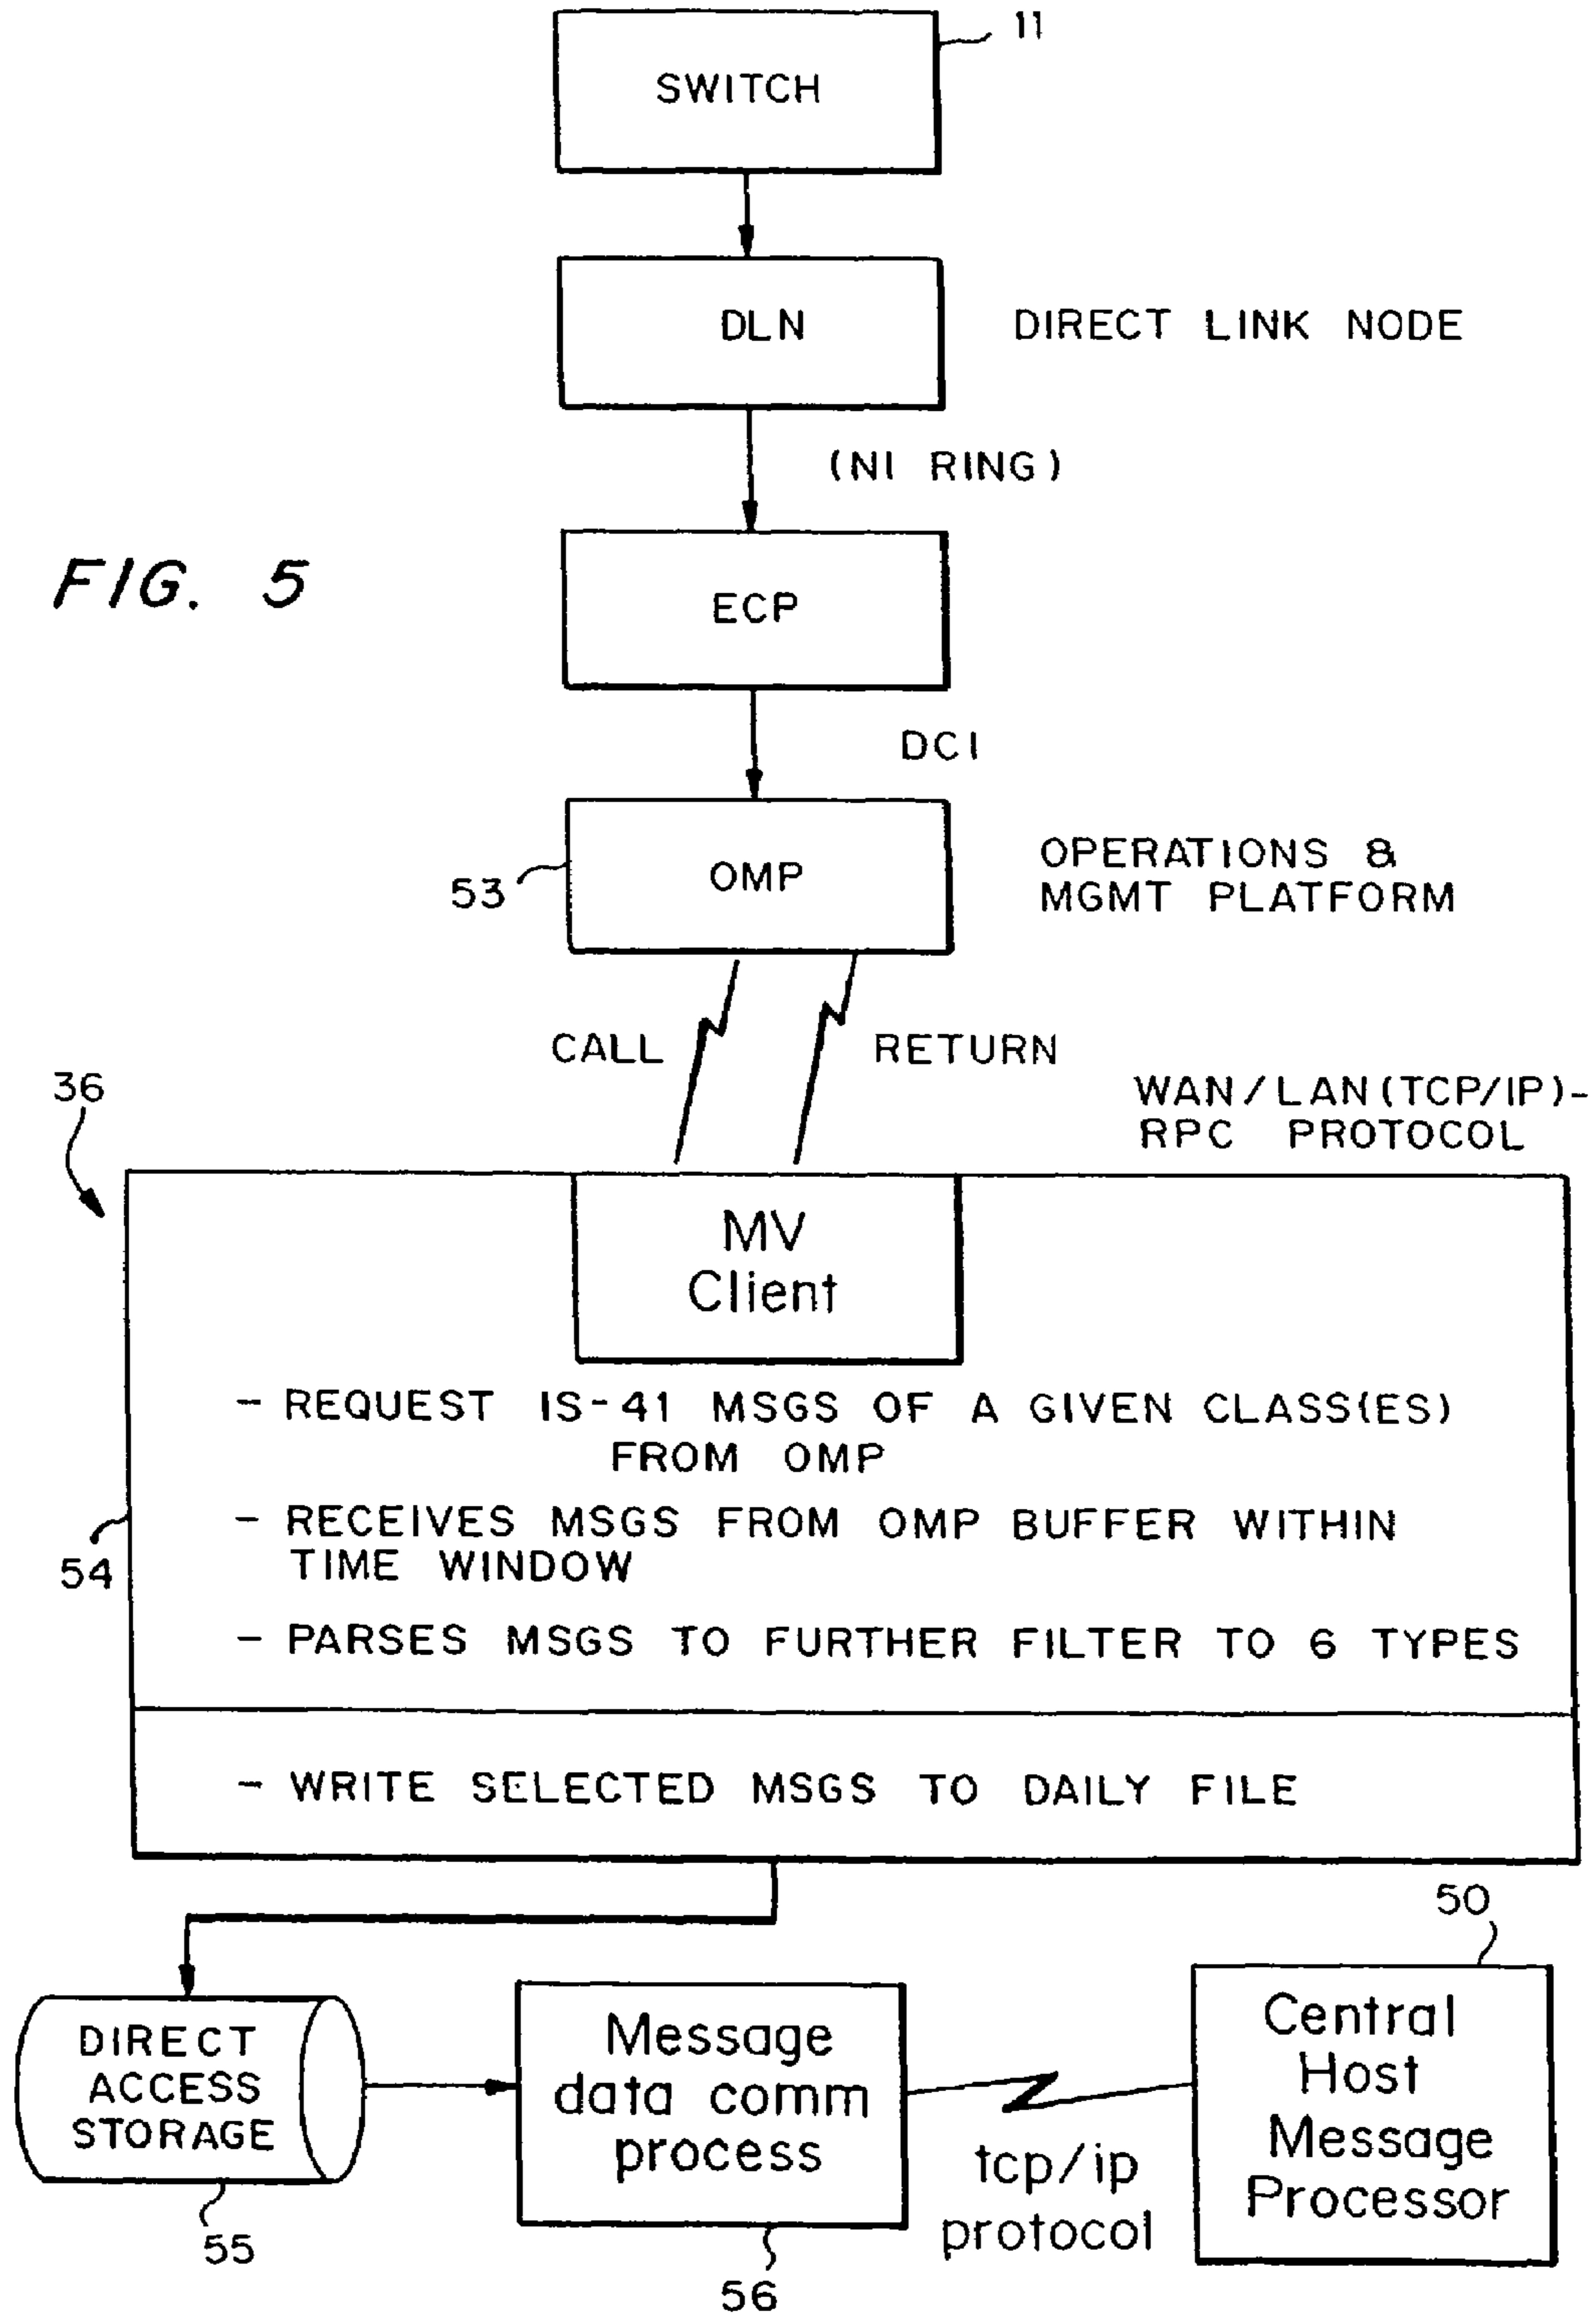 11
SWITCH
DLN
DIRECT LINK NODE
(NI RING)
FIG. 5
ECP
DCI
OMP
53
OPERATIONS &
MGMT PLATFORM
CALL
RETURN
36
WAN/LAN(TCP/IP)-
RPC PROTOCOL
MV
Client
- REQUEST IS-41 MSGS OF A GIVEN CLASS(ES)
FROM OMP
- RECEIVES MSGS FROM OMP BUFFER WITHIN
TIME WINDOW
54
- PARSES MSGS TO FURTHER FILTER TO 6 TYPES
- WRITE SELECTED MSGS TO DAILY FILE
50
DIRECT
ACCESS
STORAGE
55
Message
data comm
process
56
tcp/ip
protocol
Central
Host
Message
Processor